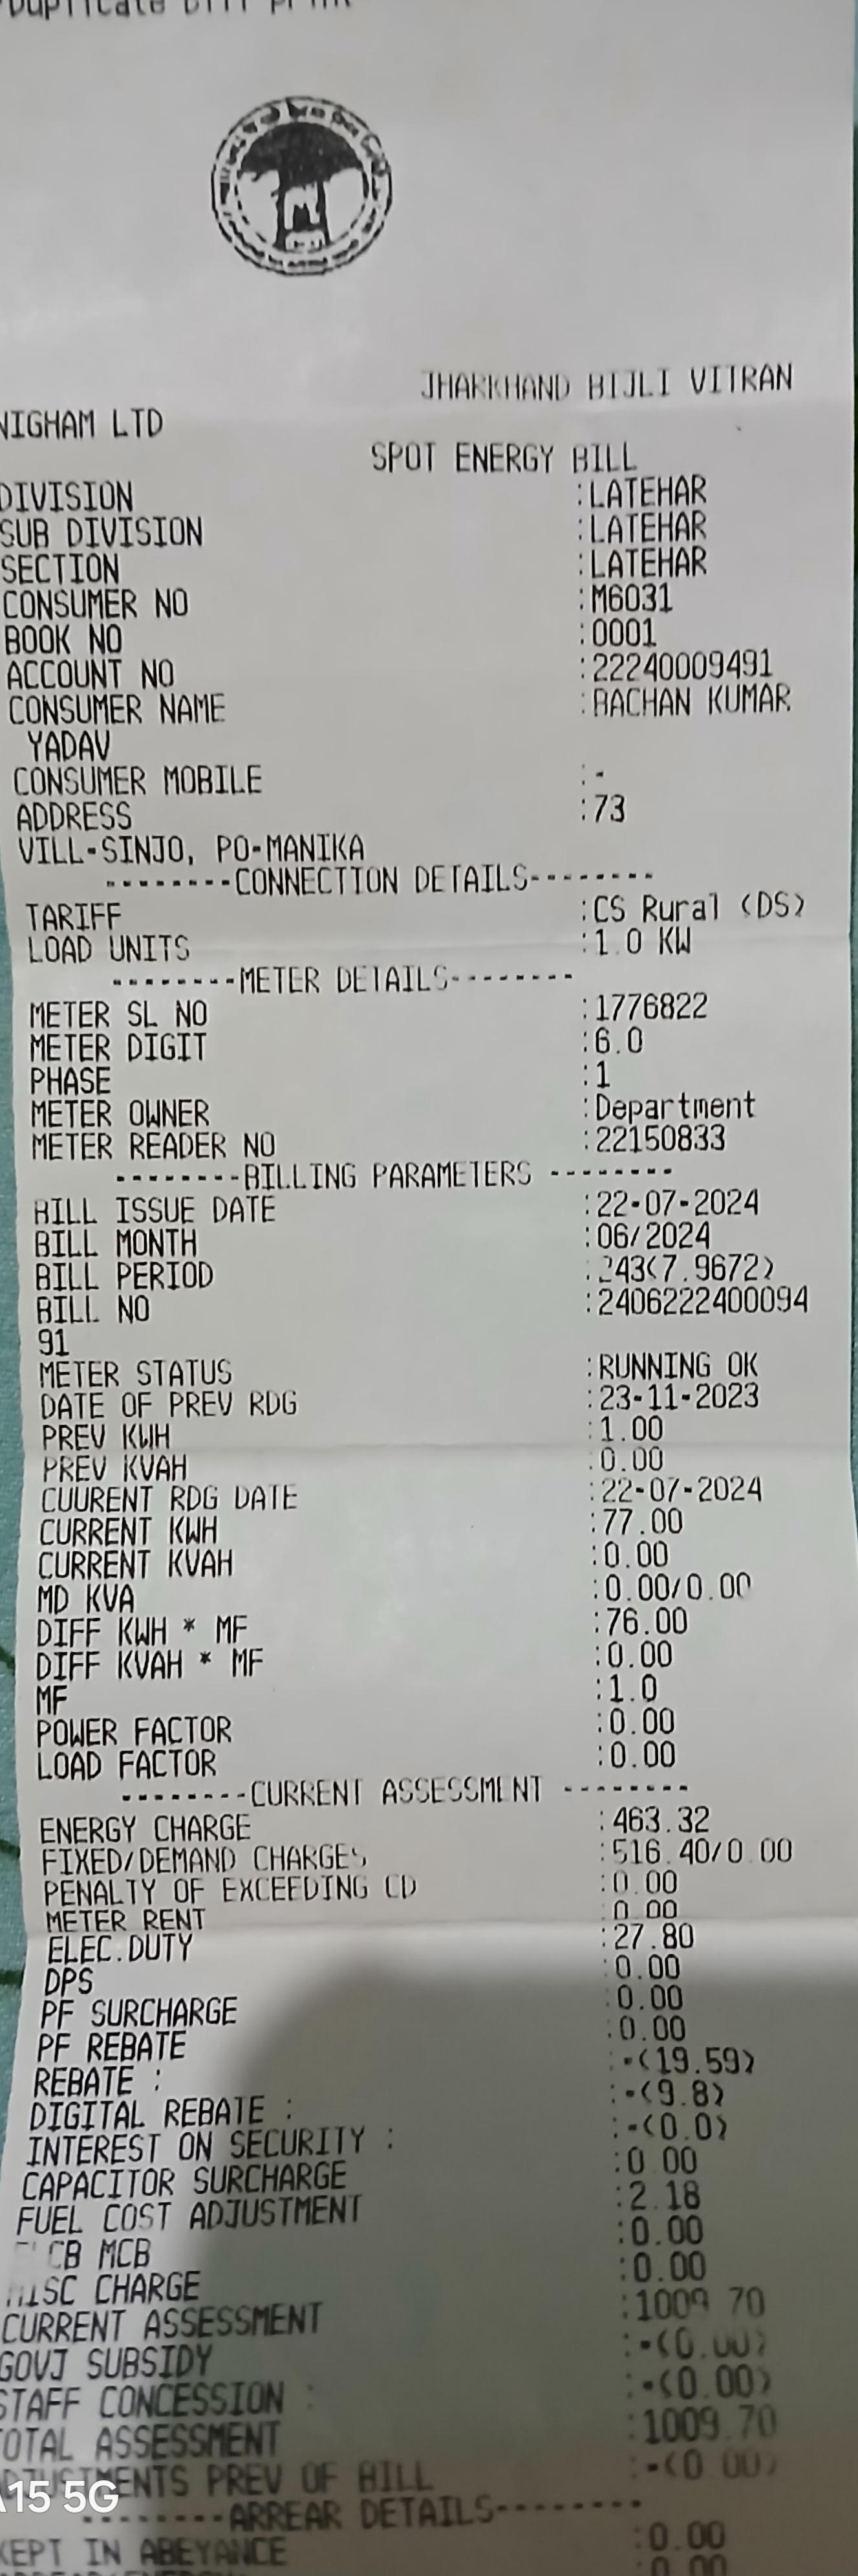 Duplicate Bill print
JHARKHAND BIJLI VITRAN
NIGHAM LTD
SPOT ENERGY BILL
DIVISION :LATEHAR
SUB DIVISION :LATEHAR
SECTION :LATEHAR
CONSUMER NO :M6031
BOOK NO :0001
ACCOUNT NO :22240009491
CONSUMER NAME :BACHAN KUMAR
YADAV
CONSUMER MOBILE :-
ADDRESS :73
VILL-SINJO, PO-MANIKA
--------CONNECTION DETAILS--------
TARIFF :CS Rural (DS)
LOAD UNITS :1.0 KW
--------METER DETAILS--------
METER SL NO :1776822
METER DIGIT :6.0
PHASE :1
METER OWNER :Department
METER READER NO :22150833
--------BILLING PARAMETERS --------
BILL ISSUE DATE :22-07-2024
BILL MONTH :06/2024
BILL PERIOD :243(7.9672)
BILL NO :2406222400094
91
METER STATUS :RUNNING OK
DATE OF PREV RDG :23-11-2023
PREV KWH :1.00
PREV KVAH :0.00
CUURENT RDG DATE :22-07-2024
CURRENT KWH :77.00
CURRENT KVAH :0.00
MD KVA :0.00/0.00
DIFF KWH * MF :76.00
DIFF KVAH * MF :0.00
MF :1.0
POWER FACTOR :0.00
LOAD FACTOR :0.00
--------CURRENT ASSESSMENT --------
ENERGY CHARGE :463.32
FIXED/DEMAND CHARGES :516.40/0.00
PENALTY OF EXCEEDING CD :0.00
METER RENT 0.00
ELEC.DUTY :27.80
DPS :0.00
PF SURCHARGE :0.00
PF REBATE :0.00
REBATE : :-(19.59)
DIGITAL REBATE : :-(9.8)
INTEREST ON SECURITY : :-(0.0)
CAPACITOR SURCHARGE :0.00
FUEL COST ADJUSTMENT :2.18
CB MCB :0.00
MISC CHARGE :0.00
CURRENT ASSESSMENT :1009.70
GOVJ SUBSIDY :-(0.00)
STAFF CONCESSION : :-(0.00)
OTAL ASSESSMENT :1009.70
ADJUSTMENTS PREV OF BILL :-(0.00)
--------ARREAR DETAILS--------
KEPT IN ABEYANCE :0.00
:0.00
A15 5G